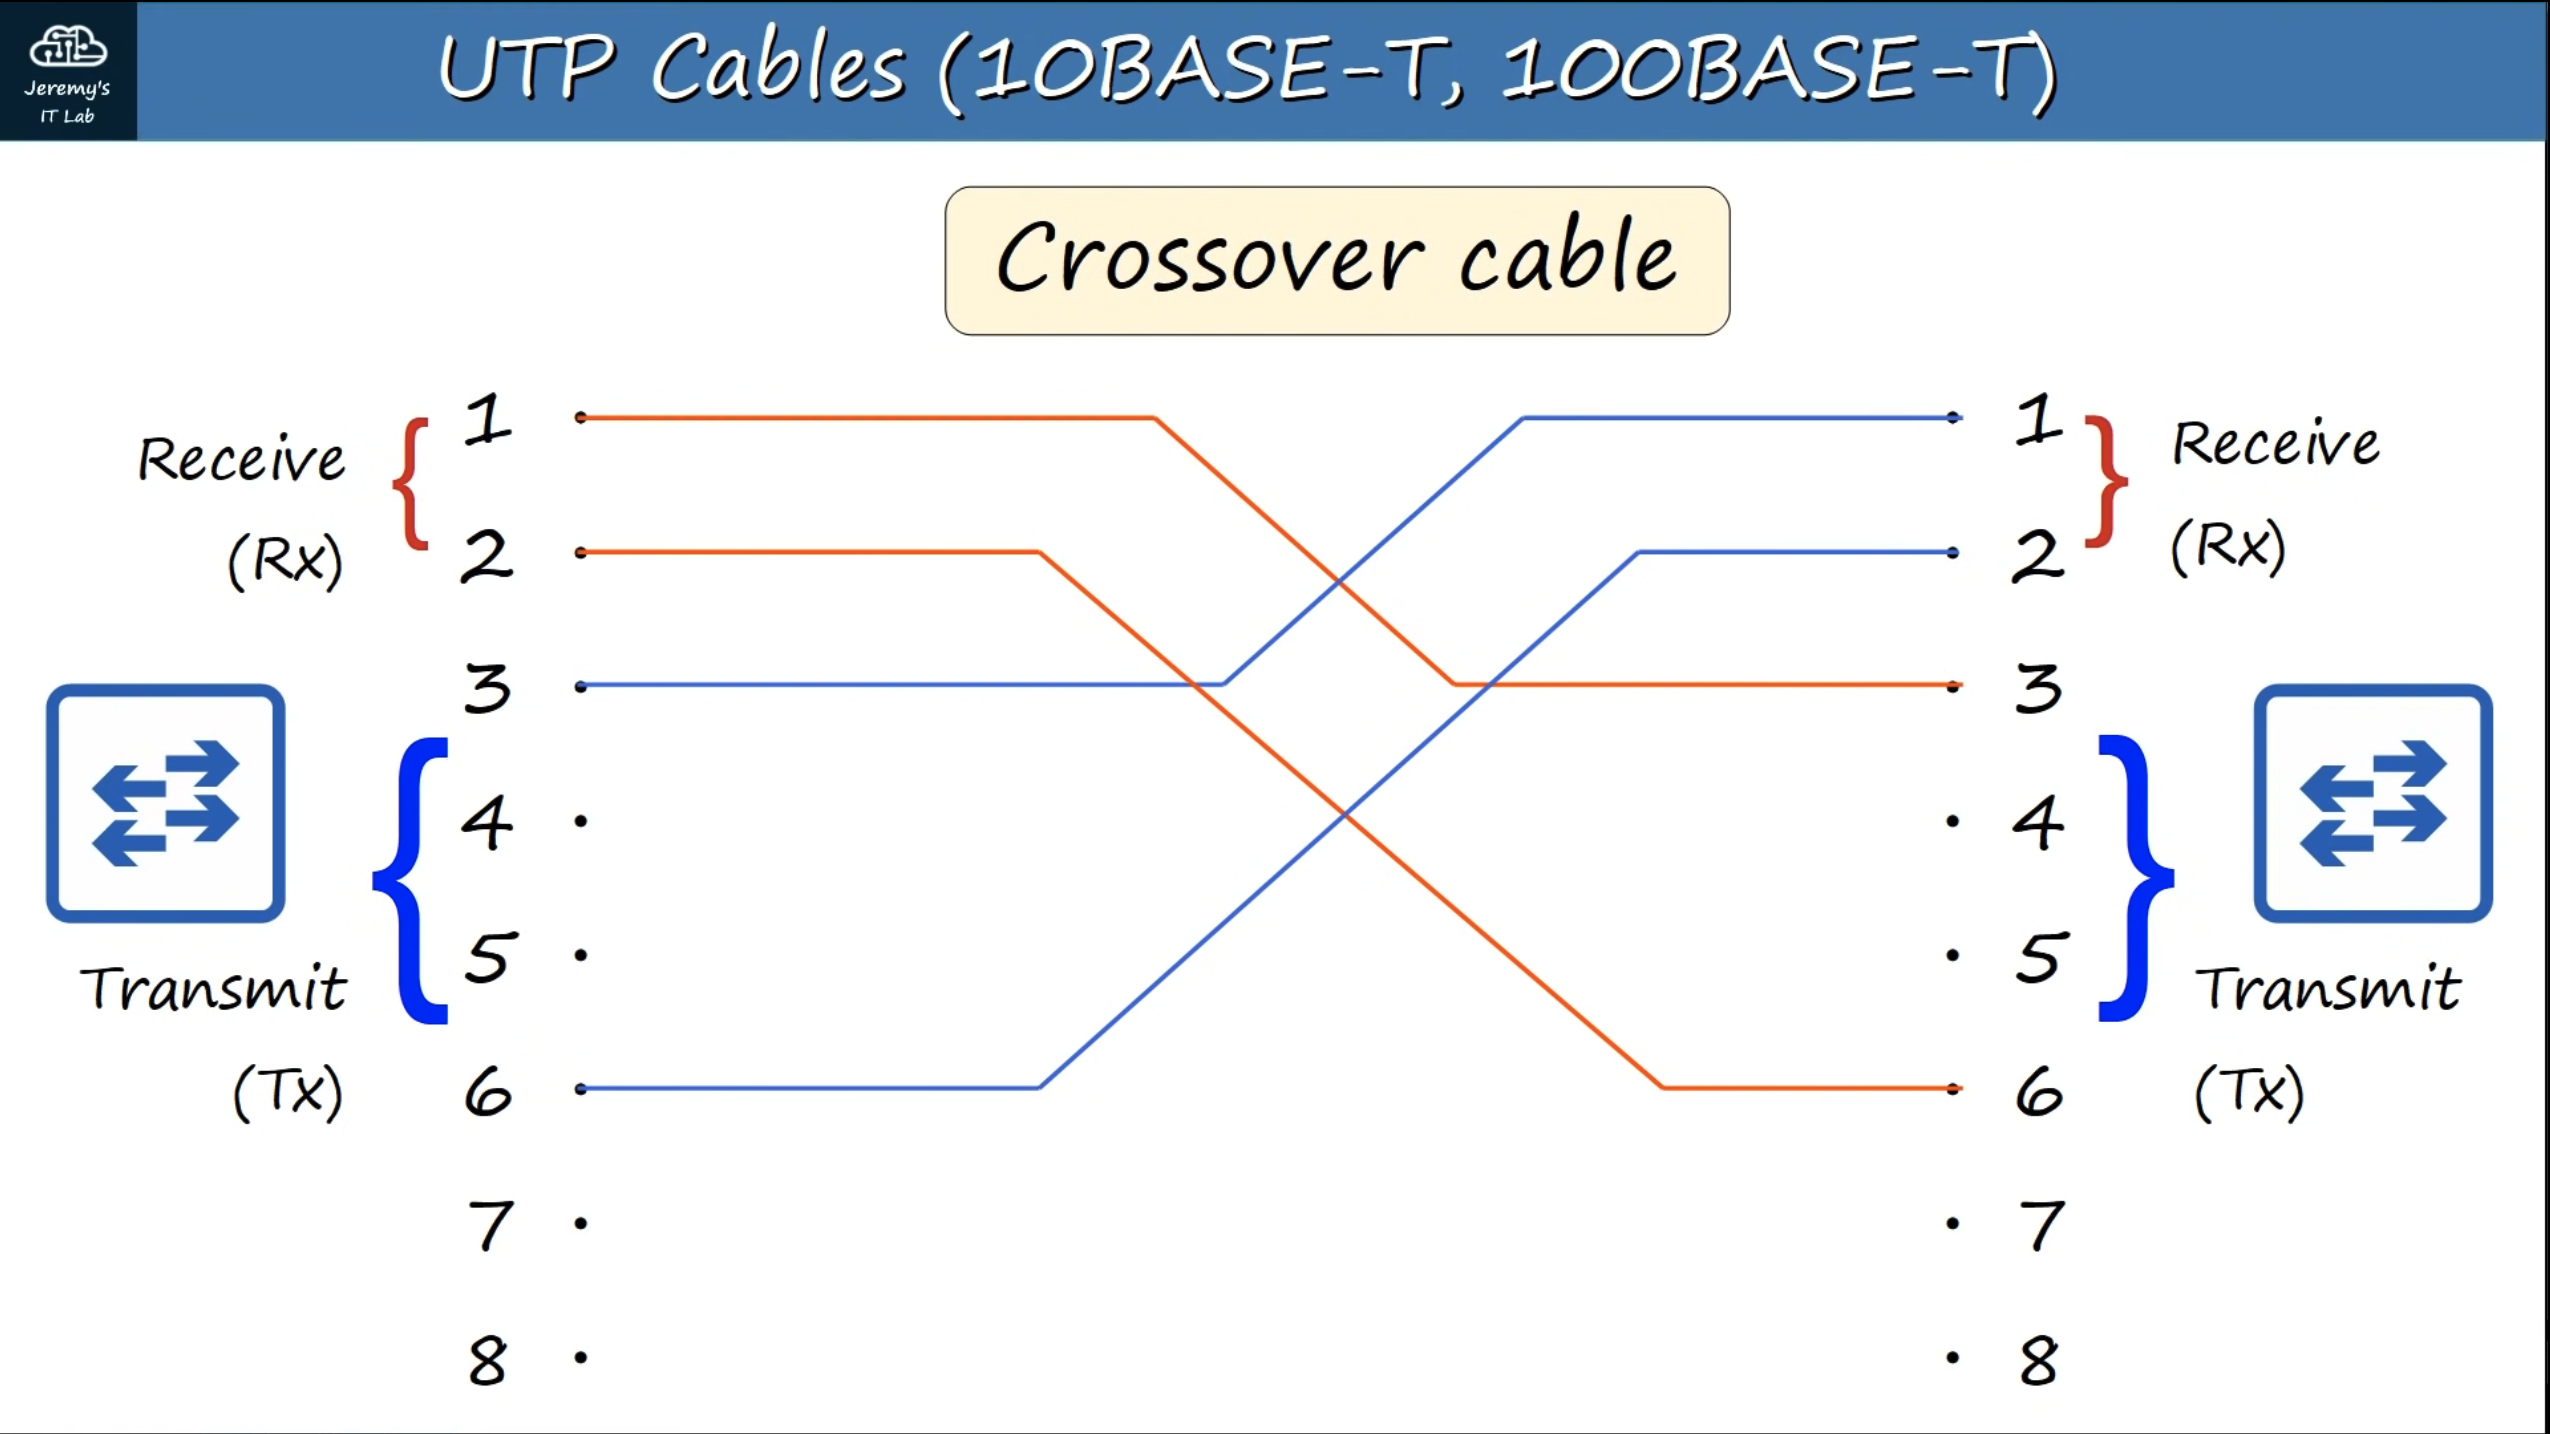 Jeremy's
IT Lab
UTP Cables (10BASE-T, 100BASE-T)
Crossover cable
1 1
Receive Receive
(Rx) 2 2 (Rx)
3 3
4 4
5 5
Transmit Transmit
(Tx) 6 6 (Tx)
7 7
8 8